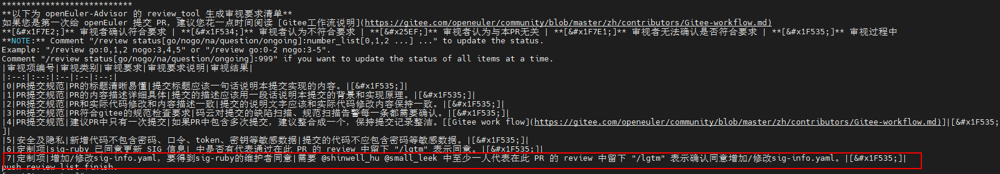 ***************************
**以下为 openEuler-Advisor 的 review_tool 生成审视要求清单**
如果您是第一次给 openEuler 提交 PR，建议您花一点时间阅读 [Gitee工作流说明](https://gitee.com/openeuler/community/blob/master/zh/contributors/Gitee-workflow.md)
**[&#x1F7E2;]** 审视者确认符合要求 | **[&#x1F534;]** 审视者认为不符合要求 | **[&#x25EF;]** 审视者认为与本PR无关 | **[&#x1F7E1;]** 审视者无法确认是否符合要求 | **[&#x1F535;]** 审视过程中
**NOTE:** Comment "/review status[go/nogo/na/question/ongoing]:number_list[0,1,2 ...] ..." to update the status.
Example: "/review go:0,1,2 nogo:3,4,5" or "/review go:0-2 nogo:3-5".
Comment "/review status[go/nogo/na/question/ongoing]:999" if you want to update the status of all items at a time.
|审视项编号|审视类别|审视要求|审视要求说明|审视结果|
|:--:|:--:|:--|:--|:--:|
|0|PR提交规范|PR的标题清晰易懂|提交标题应该一句话说明本提交实现的内容。|[&#x1F535;]|
|1|PR提交规范|PR的内容描述详细具体|提交的描述应该用一段话说明本提交的背景和实现原理。|[&#x1F535;]|
|2|PR提交规范|PR和实际代码修改和内容描述一致|提交的说明文字应该和实际代码修改内容保持一致。|[&#x1F535;]|
|3|PR提交规范|PR符合gitee的规范检查要求|码云对提交的缺陷扫描、规范扫描告警每一条都需要确认。|[&#x1F535;]|
|4|PR提交规范|建议PR中只有一次提交|如果PR中包含多次提交，建议整合成一个，保持提交记录整洁。[[Gitee work flow](https://gitee.com/openeuler/community/blob/master/zh/contributors/Gitee-workflow.md)]|[&#x1F535;
]|
|5|安全及隐私|新增代码不包含密码、口令、token、密钥等敏感数据|提交的代码不应包含密码等敏感数据。|[&#x1F535;]|
|6|定制项|sig-ruby 已同意更新 SIG 信息| 中是否有代表通过在此 PR 的 review 中留下 "/lgtm" 表示同意。|[&#x1F535;]|
|7|定制项|增加/修改sig-info.yaml，要得到sig-ruby的维护者同意|需要 @shinwell_hu @small_leek 中至少一人代表在此 PR 的 review 中留下 "/lgtm" 表示确认同意增加/修改sig-info.yaml。|[&#x1F535;]|
push review list finish.